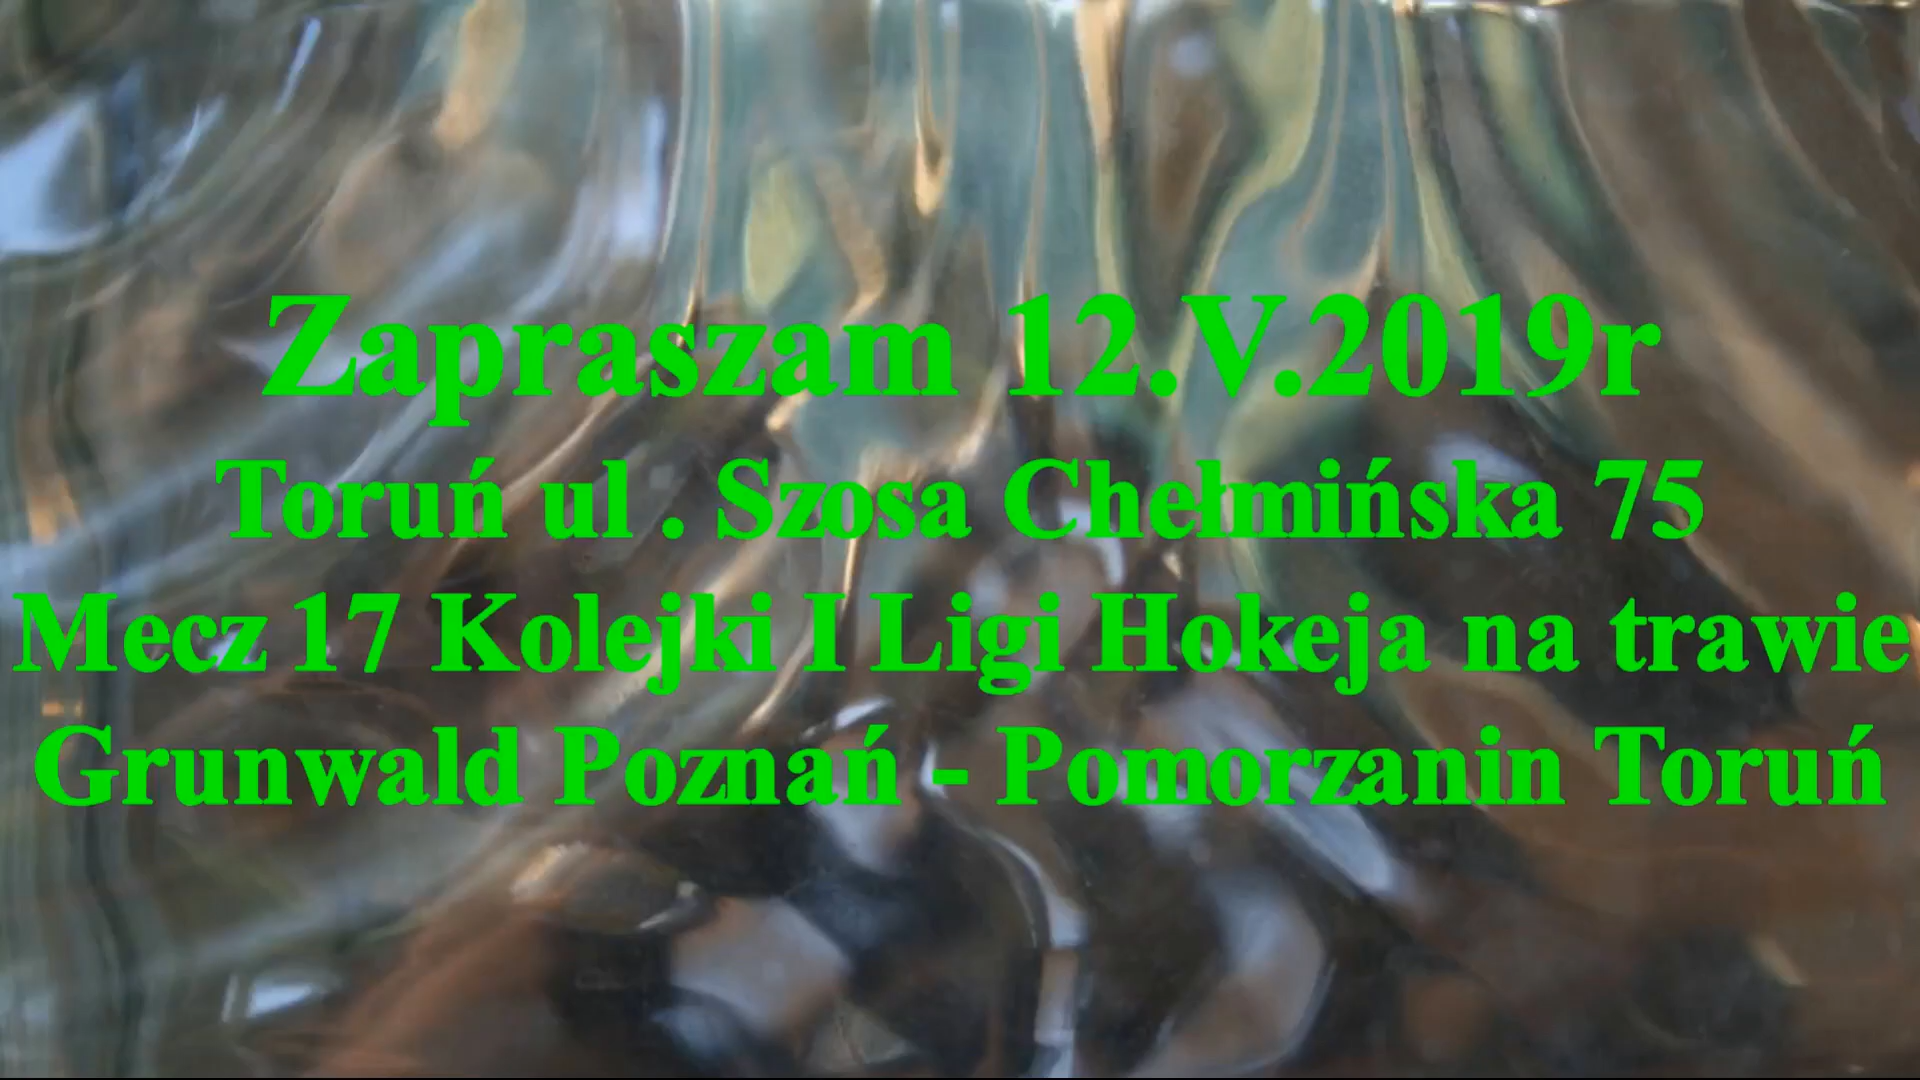 Zapraszam 12.V.2019r
Toruń ul . Szosa Chełmińska 75
Mecz 17 Kolejki I Ligi Hokeja na trawie
Grunwald Poznań - Pomorzanin Toruń